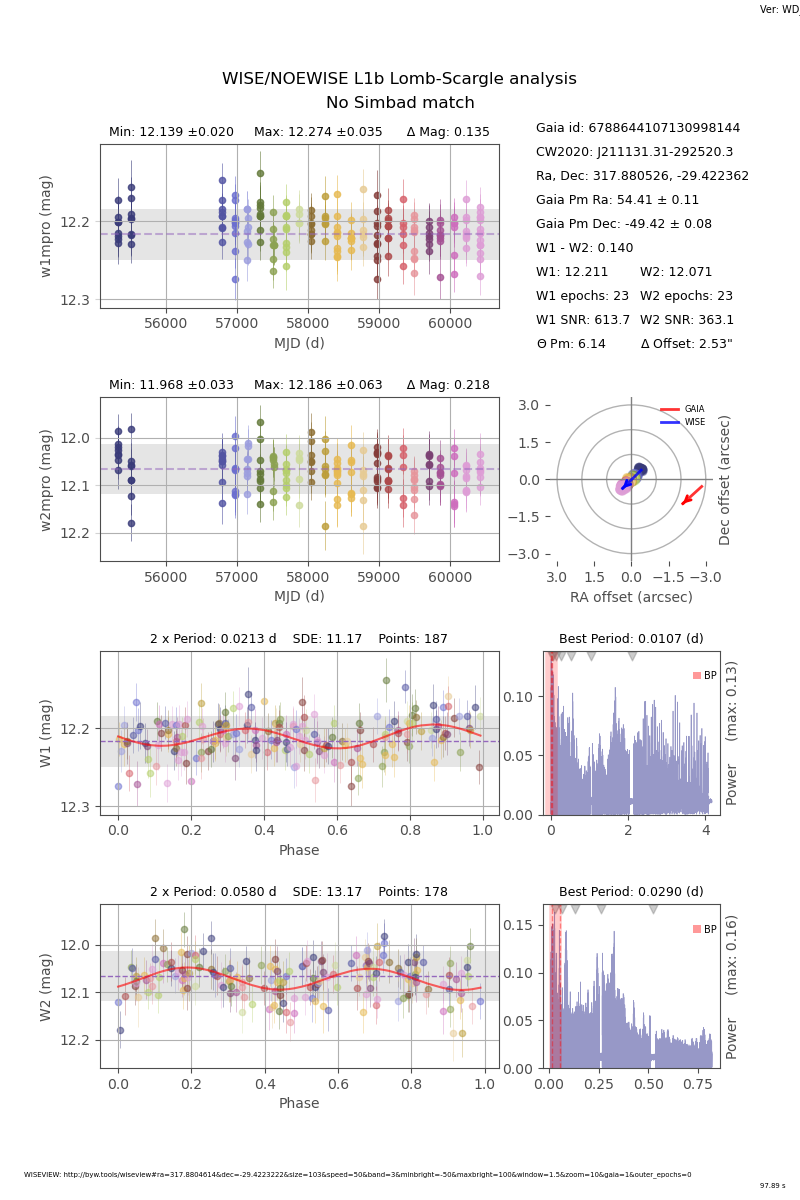 Ver: WD_
WISE/NOEWISE L1b Lomb-Scargle analysis
No Simbad match
Min: 12.139 ±0.020 Max: 12.274 ±0.035 Δ Mag: 0.135
w1mpro (mag)
12.2
12.3
56000 57000 58000 59000 60000
MJD (d)
Gaia id: 6788644107130998144
CW2020: J211131.31-292520.3
Ra, Dec: 317.880526, -29.422362
Gaia Pm Ra: 54.41 ± 0.11
Gaia Pm Dec: -49.42 ± 0.08
W1 - W2: 0.140
W1: 12.211 W2: 12.071
W1 epochs: 23 W2 epochs: 23
W1 SNR: 613.7 W2 SNR: 363.1
Θ Pm: 6.14 Δ Offset: 2.53"
Min: 11.968 ±0.033 Max: 12.186 ±0.063 Δ Mag: 0.218
w2mpro (mag)
12.0
12.1
12.2
56000 57000 58000 59000 60000
MJD (d)
GAIA
WISE
3.0
1.5
0.0
−1.5
−3.0
3.0 1.5 0.0 −1.5 −3.0
RA offset (arcsec)
Dec offset (arcsec)
2 x Period: 0.0213 d SDE: 11.17 Points: 187
W1 (mag)
12.2
12.3
0.0 0.2 0.4 0.6 0.8 1.0
Phase
Best Period: 0.0107 (d)
BP
0.10
0.05
0.00
0 2 4
Power (max: 0.13)
2 x Period: 0.0580 d SDE: 13.17 Points: 178
W2 (mag)
12.0
12.1
12.2
0.0 0.2 0.4 0.6 0.8 1.0
Phase
Best Period: 0.0290 (d)
BP
0.15
0.10
0.05
0.00
0.00 0.25 0.50 0.75
Power (max: 0.16)
WISEVIEW: http://byw.tools/wiseview#ra=317.8804614&dec=-29.4223222&size=103&speed=50&band=3&minbright=-50&maxbright=100&window=1.5&zoom=10&gaia=1&outer_epochs=0
97.89 s